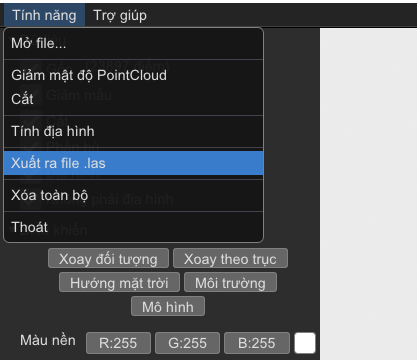 Tính năng Trợ giúp
Mở file...
Giảm mật độ PointCloud
Cắt
Tính địa hình
Xuất ra file .las
Xóa toàn bộ
Thoát
Xoay đối tượng Xoay theo trục
Hướng mặt trời Môi trường
Mô hình
Màu nền R:255 G:255 B:255